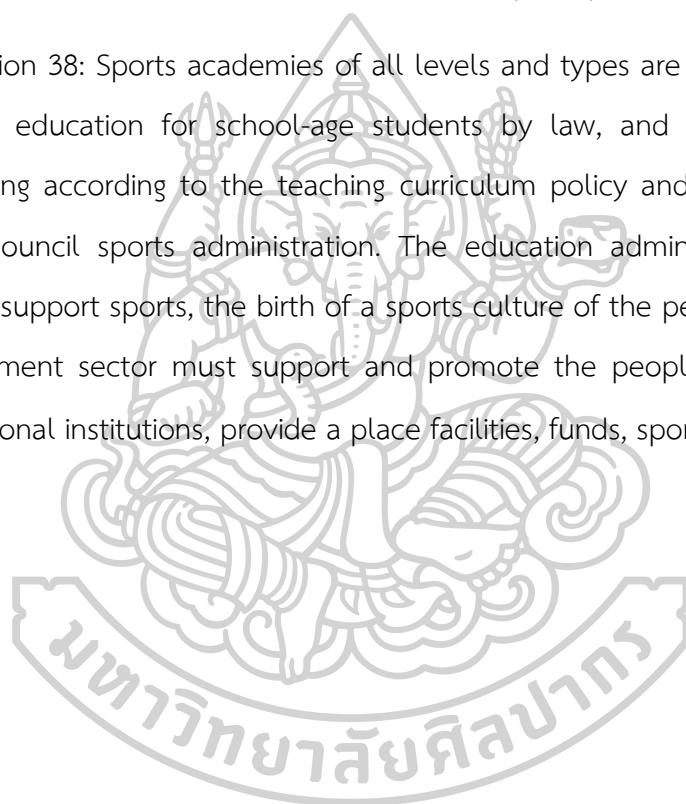 ion 38: Sports academies of all levels and types are
education for school-age students by law, and
ng according to the teaching curriculum policy and
ouncil sports administration. The education admin
support sports, the birth of a sports culture of the pe
ment sector must support and promote the peopl
onal institutions, provide a place facilities, funds, spor
มหาวิทยาลัยศิลปากร